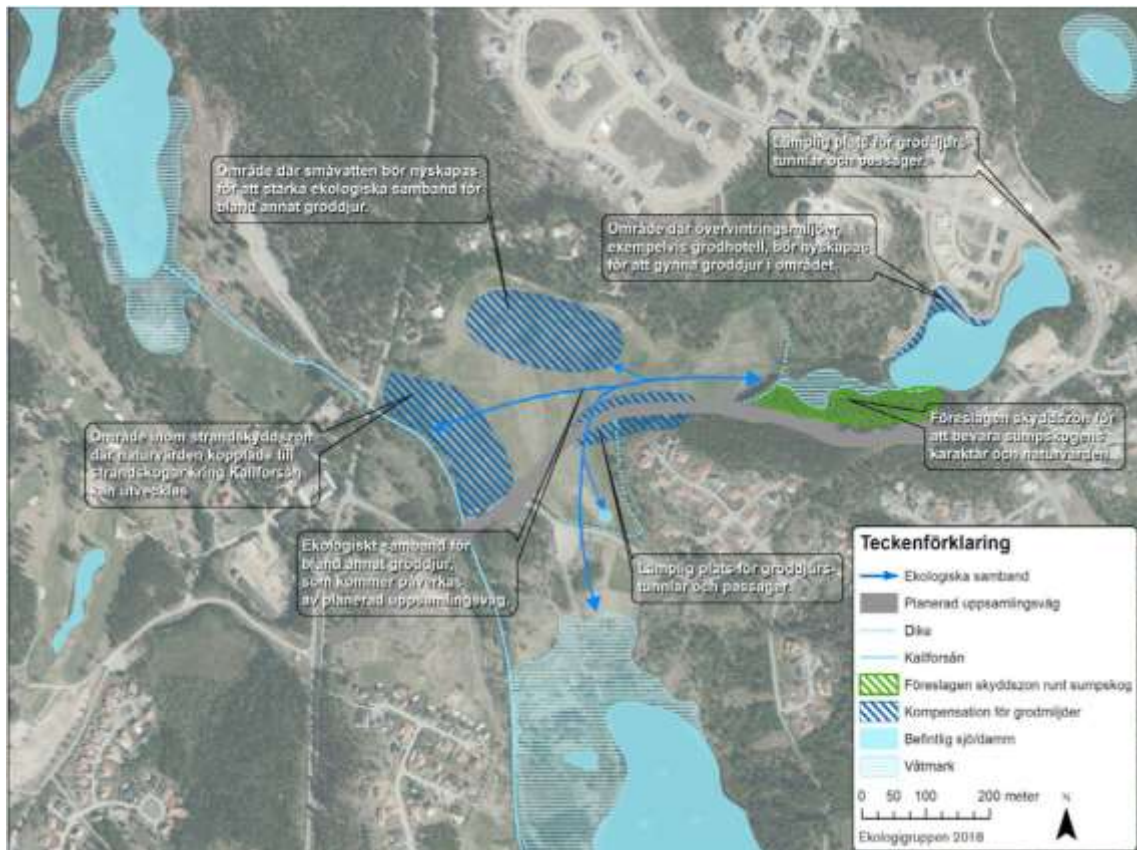 Område där småvatten bör nyskapas
för att stärka ekologiska samband för
bland annat groddjur.
Lämplig plats för groddjurs-
tunnlar och passager.
Område där övervintringsmiljöer,
exempelvis grodhotell, bör nyskapas
för att gynna groddjur i området.
Område inom strandskyddszon
där naturvärden kopplade till
strandskogar kring Kallforsån
kan utvecklas.
Föreslagen skyddszon för
att bevara sumpskogens
karaktär och naturvärden.
Ekologiskt samband för
bland annat groddjur,
som kommer påverkas
av planerad uppsamlingsväg.
Lämplig plats för groddjurs-
tunnlar och passager.
Teckenförklaring
Ekologiska samband
Planerad uppsamlingsväg
Dike
Kallforsån
Föreslagen skyddszon runt sumpskog
Kompensation för grodmiljöer
Befintlig sjö/damm
Våtmark
0 50 100 200 meter
N
Ekologigruppen 2018